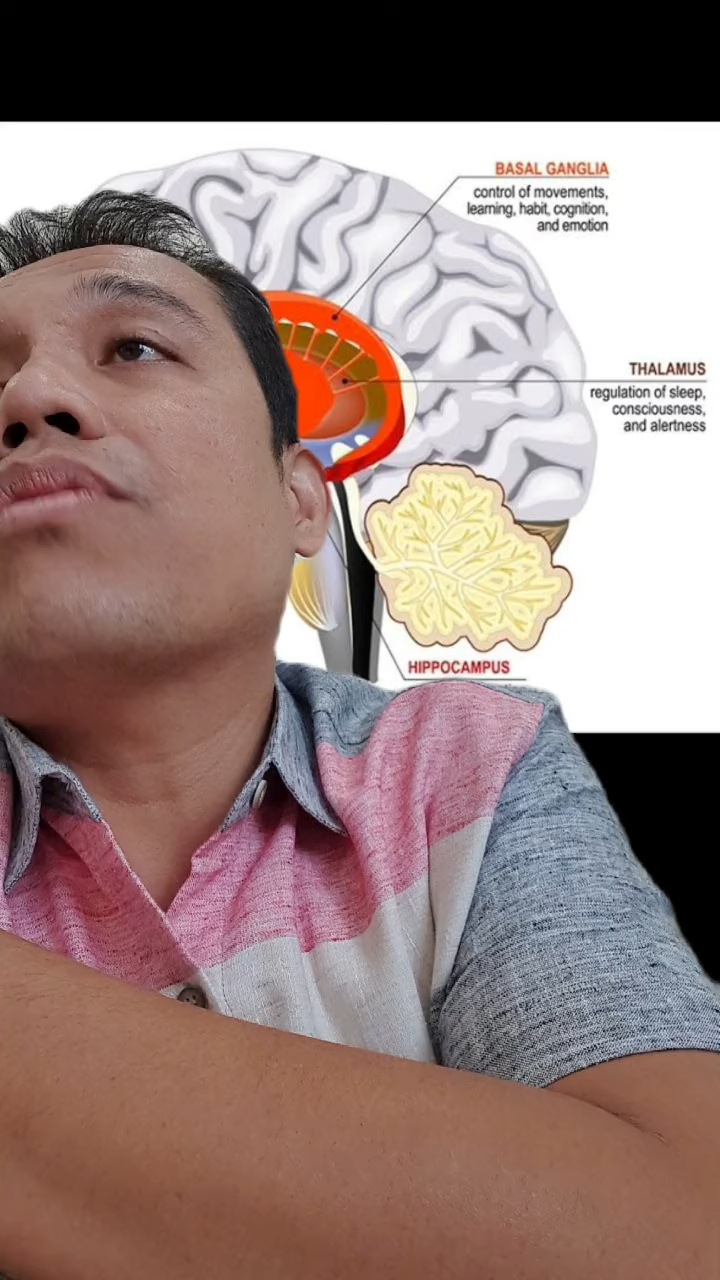 BASAL GANGLIA
control of movements,
learning, habit, cognition,
and emotion
THALAMUS
regulation of sleep,
consciousness,
and alertness
HIPPOCAMPUS